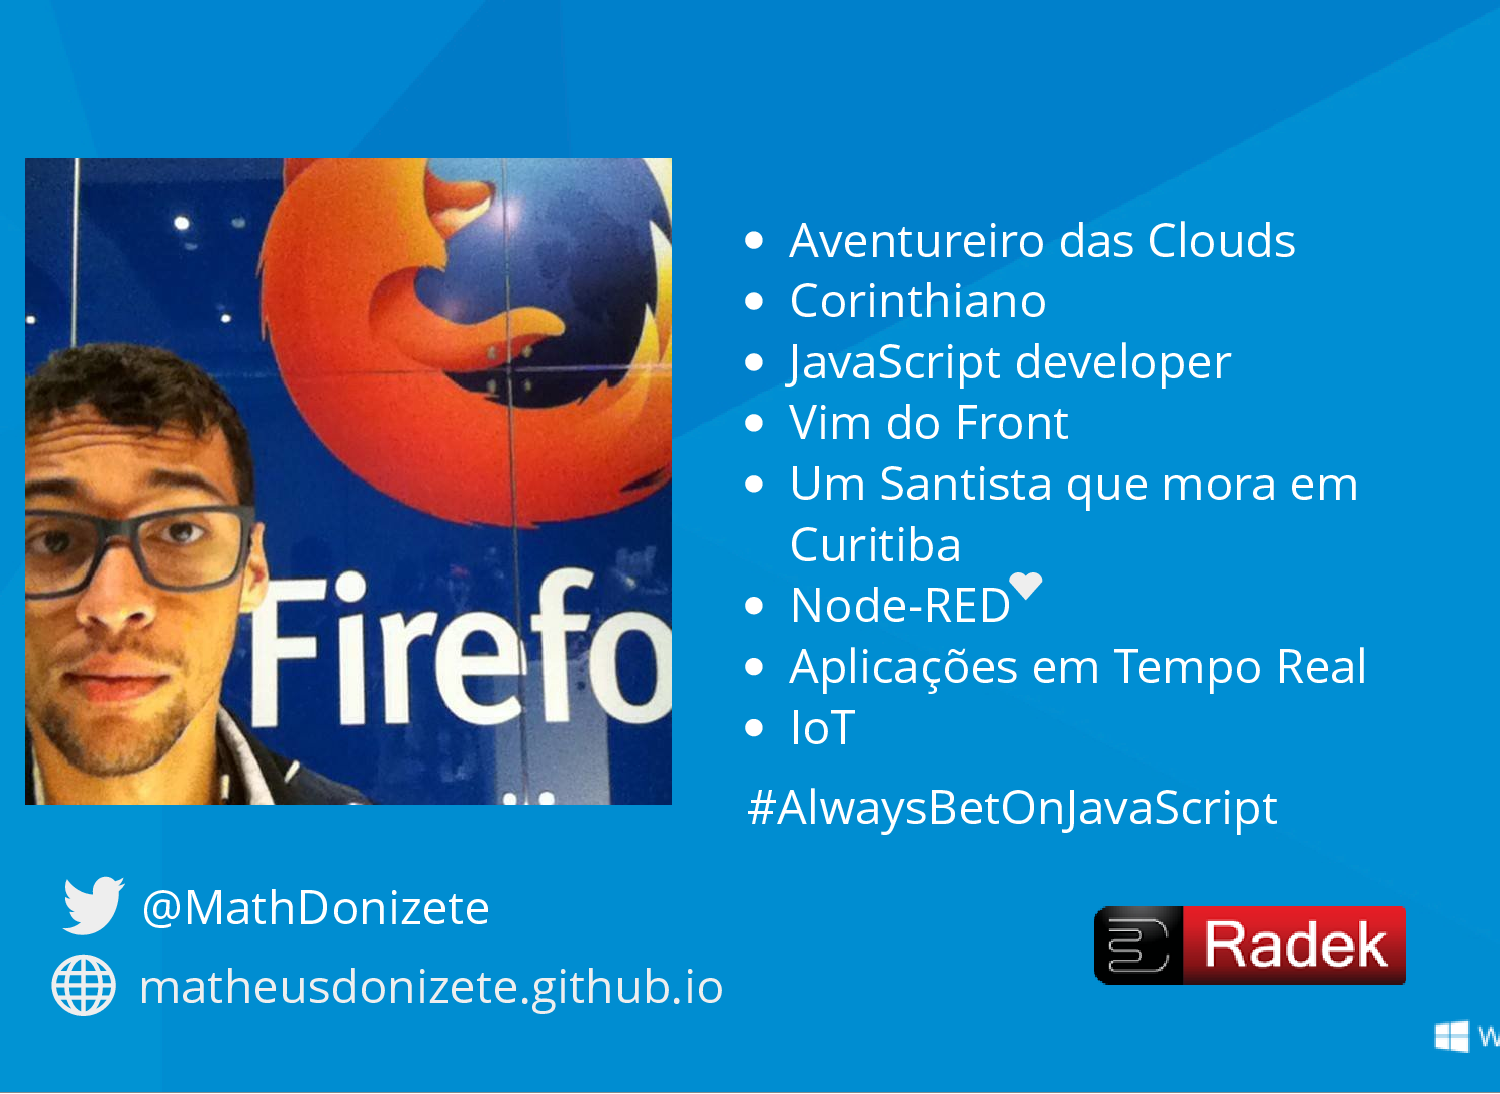 Firefo
Aventureiro das Clouds
Corinthiano
JavaScript developer
Vim do Front
Um Santista que mora em
Curitiba
Node-RED
Aplicações em Tempo Real
IoT
#AlwaysBetOnJavaScript
@MathDonizete
matheusdonizete.github.io
Radek
W